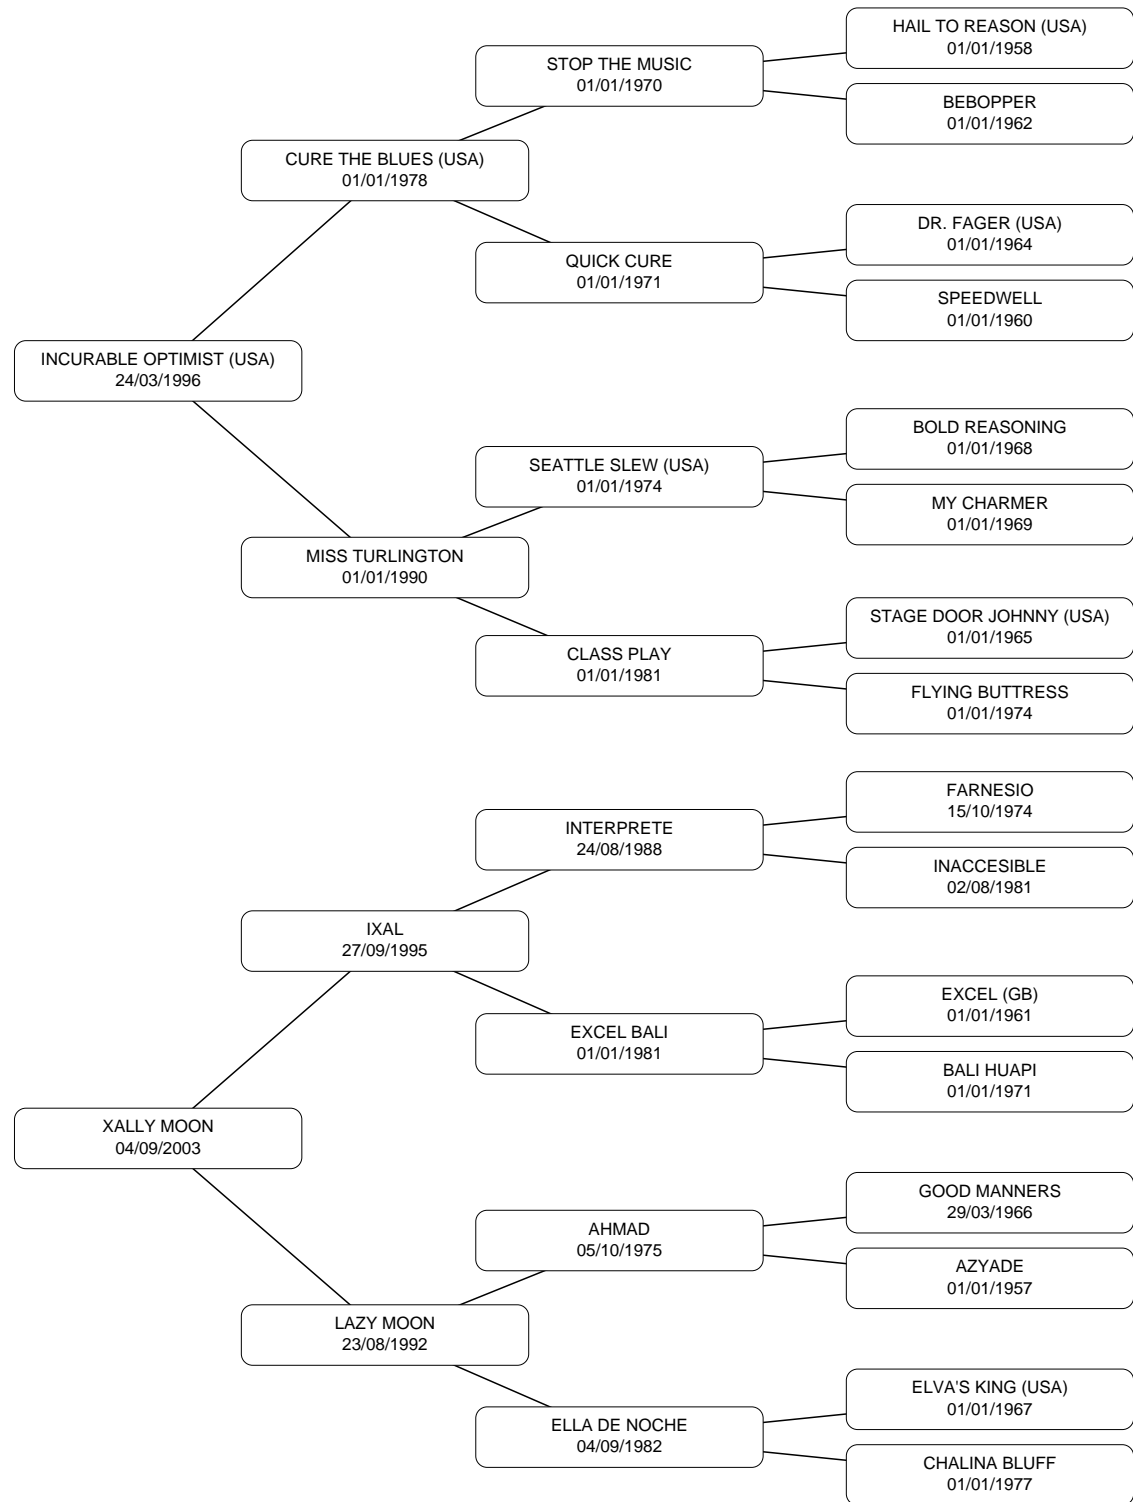 HAIL TO REASON (USA)
01/01/1958
STOP THE MUSIC
01/01/1970
BEBOPPER
01/01/1962
CURE THE BLUES (USA)
01/01/1978
DR. FAGER (USA)
01/01/1964
QUICK CURE
01/01/1971
SPEEDWELL
01/01/1960
INCURABLE OPTIMIST (USA)
24/03/1996
BOLD REASONING
01/01/1968
SEATTLE SLEW (USA)
01/01/1974
MY CHARMER
01/01/1969
MISS TURLINGTON
01/01/1990
STAGE DOOR JOHNNY (USA)
01/01/1965
CLASS PLAY
01/01/1981
FLYING BUTTRESS
01/01/1974
FARNESIO
15/10/1974
INTERPRETE
24/08/1988
INACCESIBLE
02/08/1981
IXAL
27/09/1995
EXCEL (GB)
01/01/1961
EXCEL BALI
01/01/1981
BALI HUAPI
01/01/1971
XALLY MOON
04/09/2003
GOOD MANNERS
29/03/1966
AHMAD
05/10/1975
AZYADE
01/01/1957
LAZY MOON
23/08/1992
ELVA'S KING (USA)
01/01/1967
ELLA DE NOCHE
04/09/1982
CHALINA BLUFF
01/01/1977